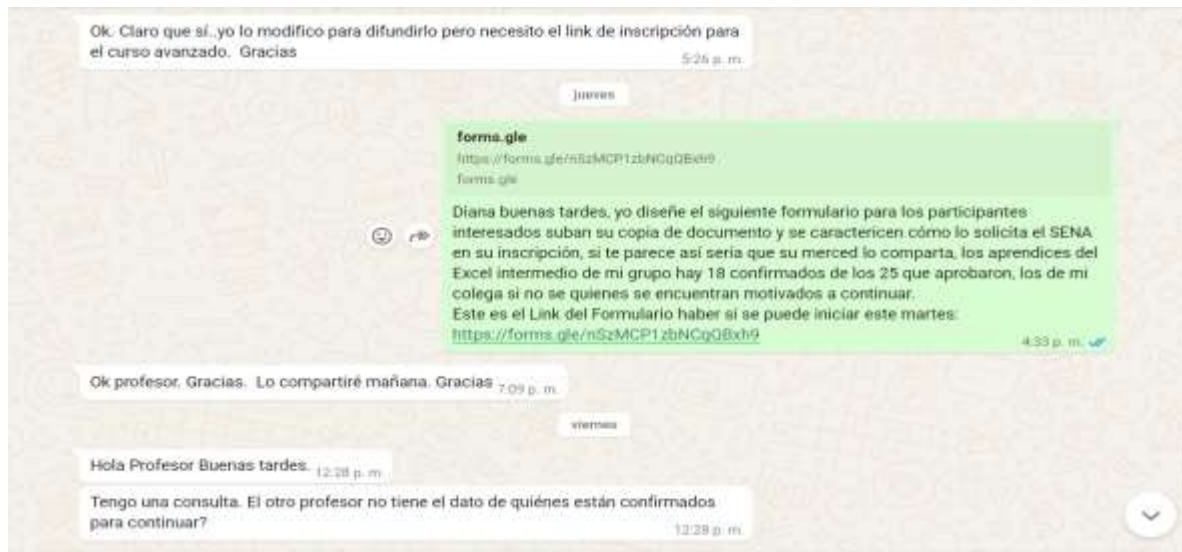 Ok. Claro que sí..yo lo modifico para difundirlo pero necesito el link de inscripción para
el curso avanzado. Gracias
5:26 p. m.
jueves
forms.gle
https://forms.gle/nSzMCP1zbNCgQBxh9
forms.gle
Diana buenas tardes, yo diseñe el siguiente formulario para los participantes
interesados suban su copia de documento y se caractericen cómo lo solicita el SENA
en su inscripción, si te parece así sería que su merced lo comparta, los aprendices del
Excel intermedio de mi grupo hay 18 confirmados de los 25 que aprobaron, los de mi
colega si no se quienes se encuentran motivados a continuar.
Este es el Link del Formulario haber si se puede iniciar este martes:
https://forms.gle/nSzMCP1zbNCgQBxh9
4:33 p. m.
Ok profesor. Gracias. Lo compartiré mañana. Gracias
7:09 p. m.
viernes
Hola Profesor Buenas tardes.
12:28 p. m.
Tengo una consulta. El otro profesor no tiene el dato de quiénes están confirmados
para continuar?
12:28 p. m.